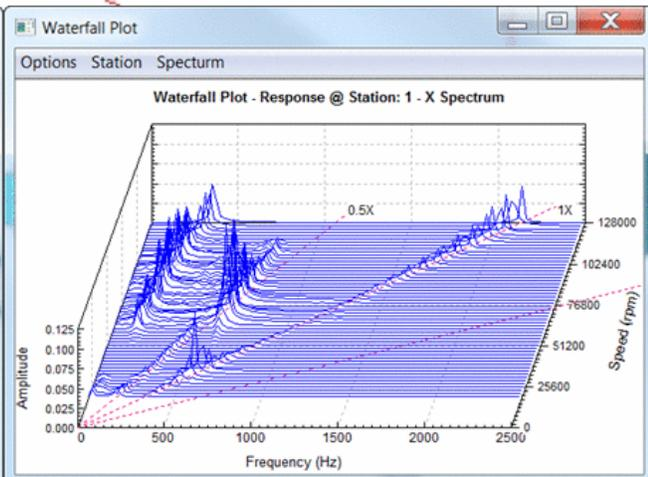 Waterfall Plot
Options Station Specturm
Waterfall Plot - Response @ Station: 1 - X Spectrum
0.5X
1X
128000
102400
76800
51200
25600
0
Speed (rpm)
0.125
0.100
0.075
0.050
0.025
0.000
Amplitude
0 500 1000 1500 2000 2500
Frequency (Hz)